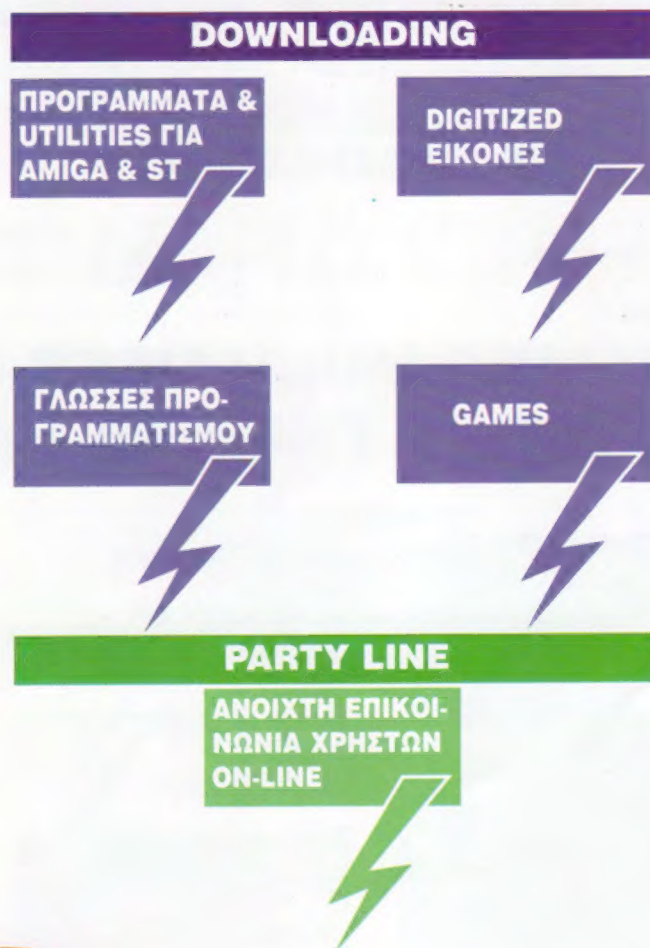 DOWNLOADING
ΠΡΟΓΡΑΜΜΑΤΑ &
UTILITIES ΓΙΑ
AMIGA & ST
DIGITIZED
ΕΙΚΟΝΕΣ
ΓΛΩΣΣΕΣ ΠΡΟ-
ΓΡΑΜΜΑΤΙΣΜΟΥ
GAMES
PARTY LINE
ΑΝΟΙΧΤΗ ΕΠΙΚΟΙ-
ΝΩΝΙΑ ΧΡΗΣΤΩΝ
ON-LINE